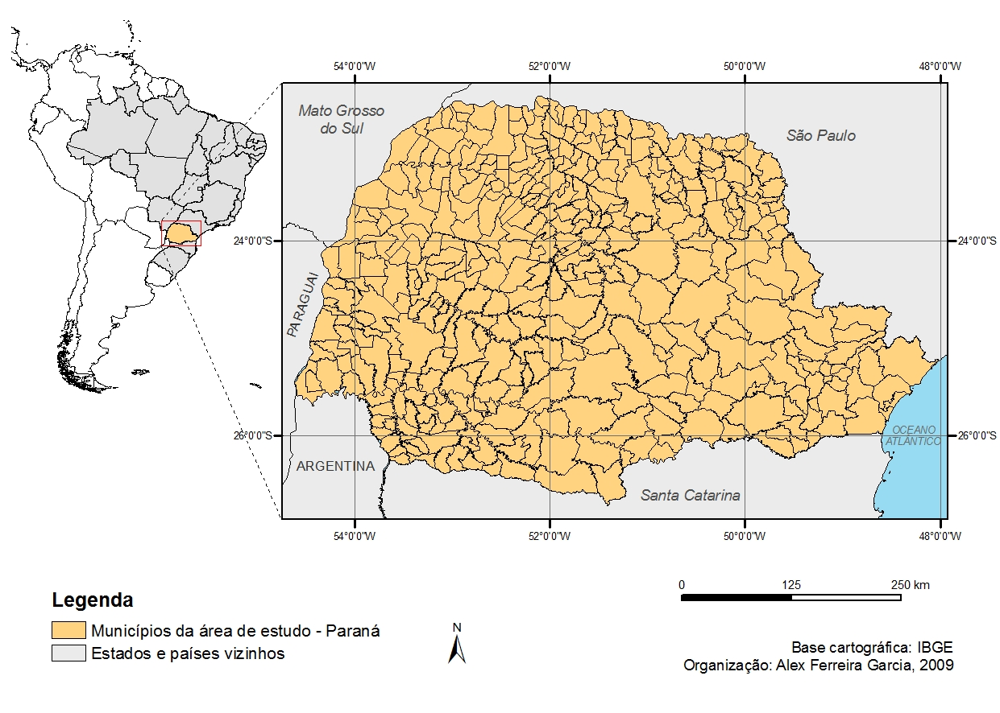 54°0'0"W 52°0'0"W 50°0'0"W 48°0'0"W
Mato Grosso
do Sul
São Paulo
24°0'0"S 24°0'0"S
PARAGUAI
26°0'0"S 26°0'0"S
OCEANO
ATLÂNTICO
ARGENTINA
Santa Catarina
54°0'0"W 52°0'0"W 50°0'0"W 48°0'0"W
0 125 250 km
Legenda
Municípios da área de estudo - Paraná
Estados e países vizinhos
N
Base cartográfica: IBGE
Organização: Alex Ferreira Garcia, 2009